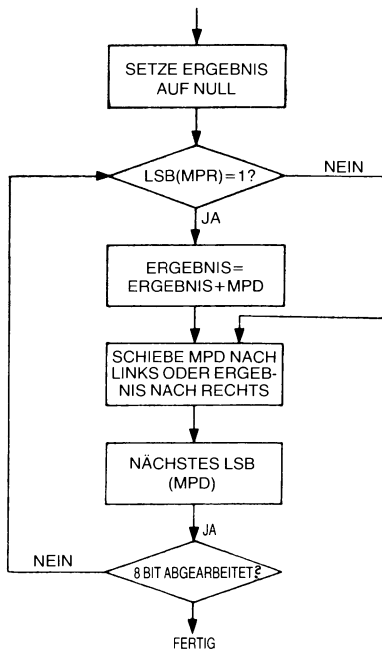 SETZE ERGEBNIS
AUF NULL
LSB(MPR)=1?
NEIN
JA
ERGEBNIS=
ERGEBNIS+MPD
SCHIEBE MPD NACH
LINKS ODER ERGEB-
NIS NACH RECHTS
NÄCHSTES LSB
(MPD)
JA
NEIN
8 BIT ABGEARBEITET?
FERTIG